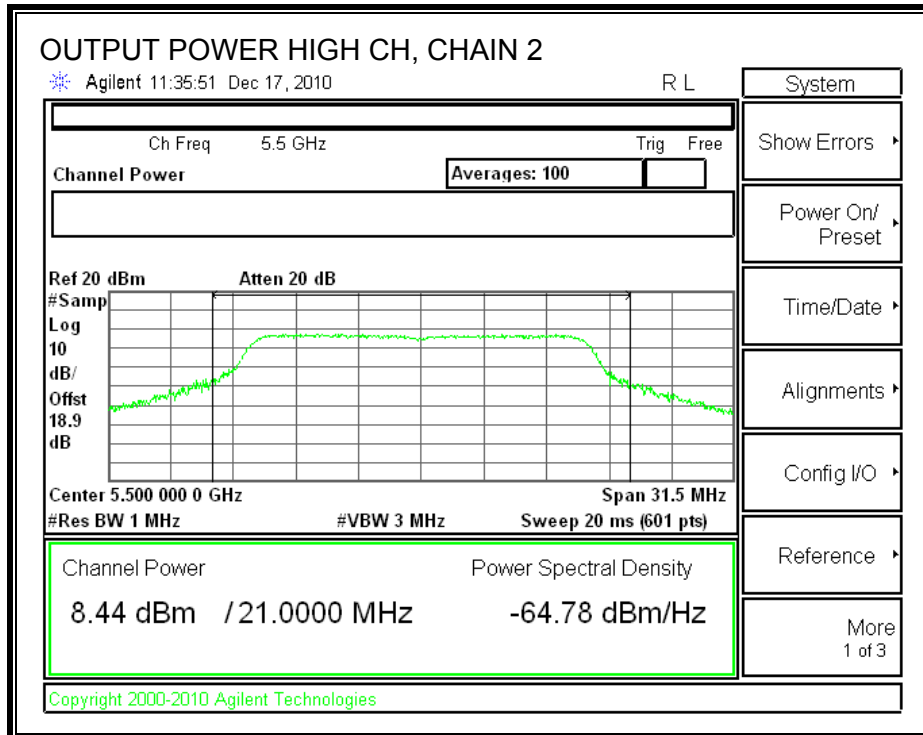 OUTPUT POWER HIGH CH, CHAIN 2
Agilent 11:35:51 Dec 17, 2010 R L
System
Ch Freq 5.5 GHz Trig Free
Show Errors
Channel Power Averages: 100
Power On/
Preset
Ref 20 dBm Atten 20 dB
#Samp
Log
10
dB/
Offst
18.9
dB
Time/Date
Alignments
Config I/O
Center 5.500 000 0 GHz Span 31.5 MHz
#Res BW 1 MHz #VBW 3 MHz Sweep 20 ms (601 pts)
Reference
Channel Power Power Spectral Density
8.44 dBm /21.0000 MHz -64.78 dBm/Hz
More
1 of 3
Copyright 2000-2010 Agilent Technologies